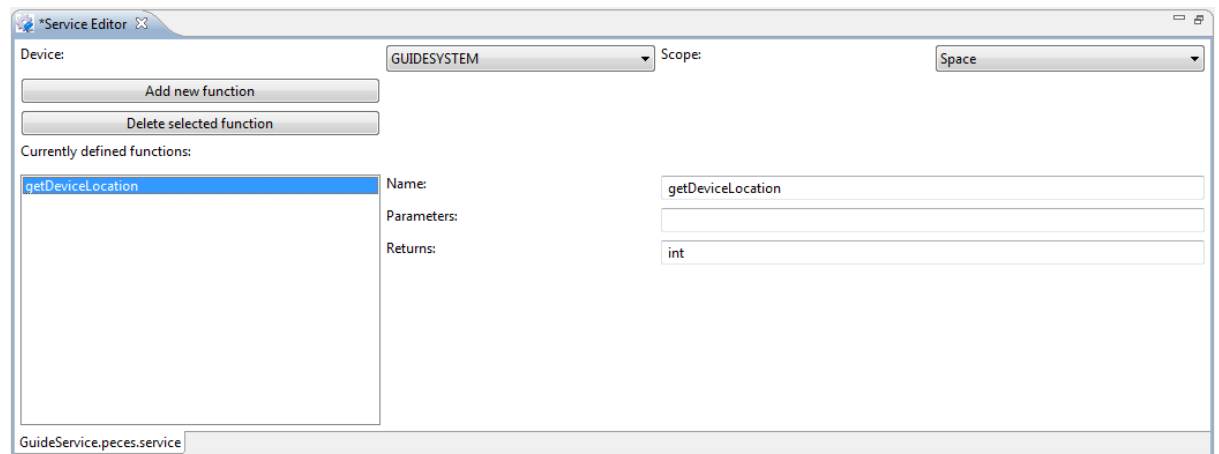 *Service Editor
Device: GUIDESYSTEM Scope: Space
Add new function
Delete selected function
Currently defined functions:
getDeviceLocation Name: getDeviceLocation
Parameters:
Returns: int
GuideService.peces.service